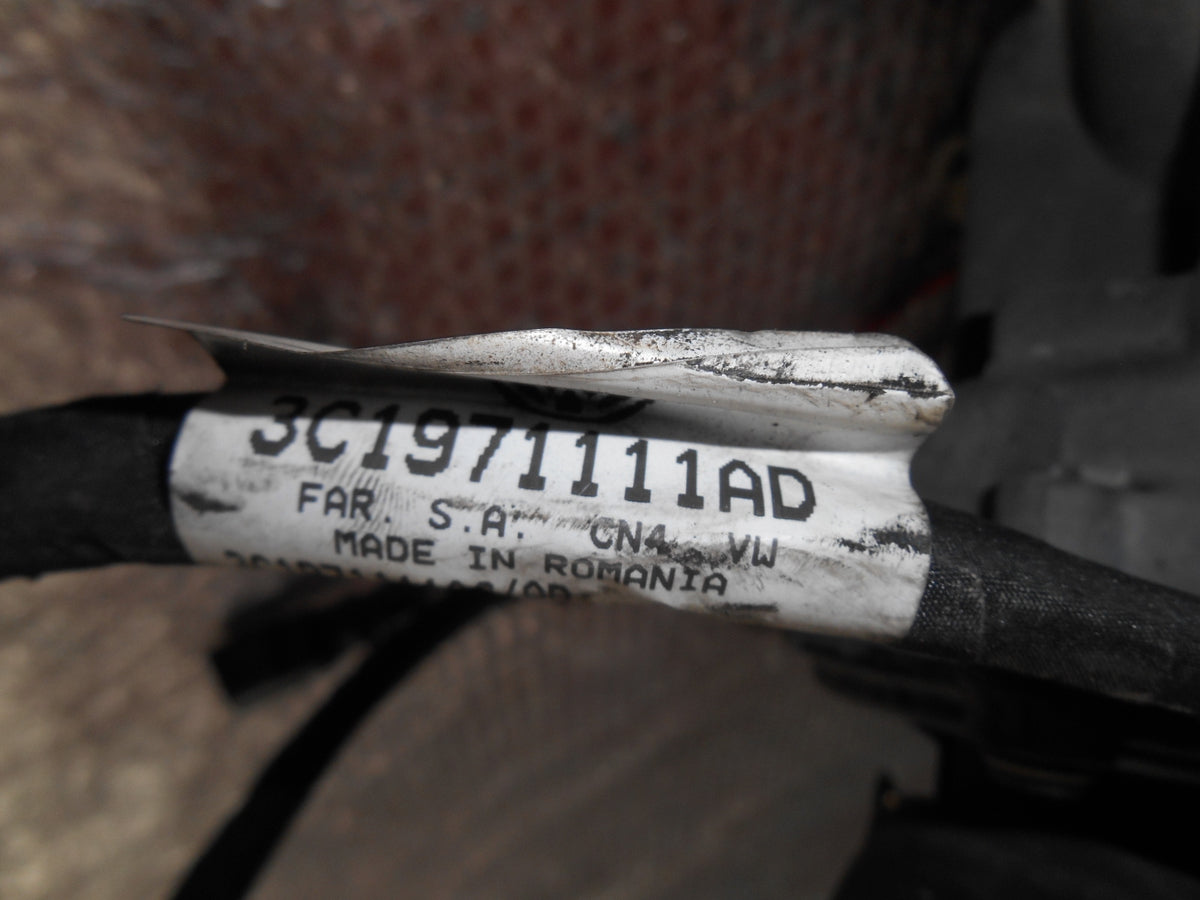 3C1971111AD
FAR. S.A. CN4 VW
MADE IN ROMANIA